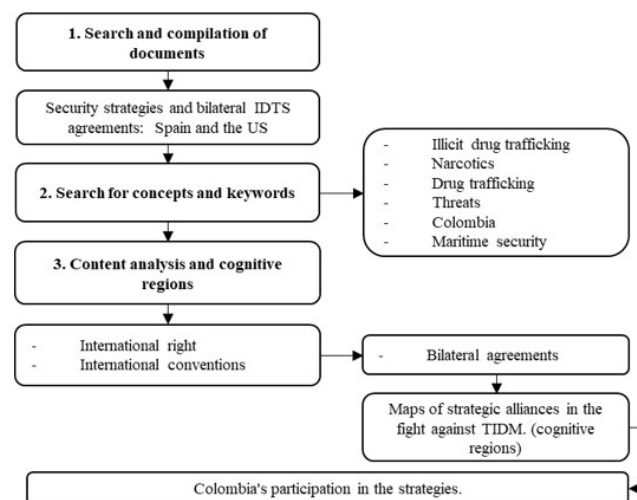 1. Search and compilation of
documents
Security strategies and bilateral IDTS
agreements: Spain and the US
2. Search for concepts and keywords
- Illicit drug trafficking
- Narcotics
- Drug trafficking
- Threats
- Colombia
- Maritime security
3. Content analysis and cognitive
regions
- International right
- International conventions
- Bilateral agreements
Maps of strategic alliances in the
fight against TIDM. (cognitive
regions)
Colombia's participation in the strategies.